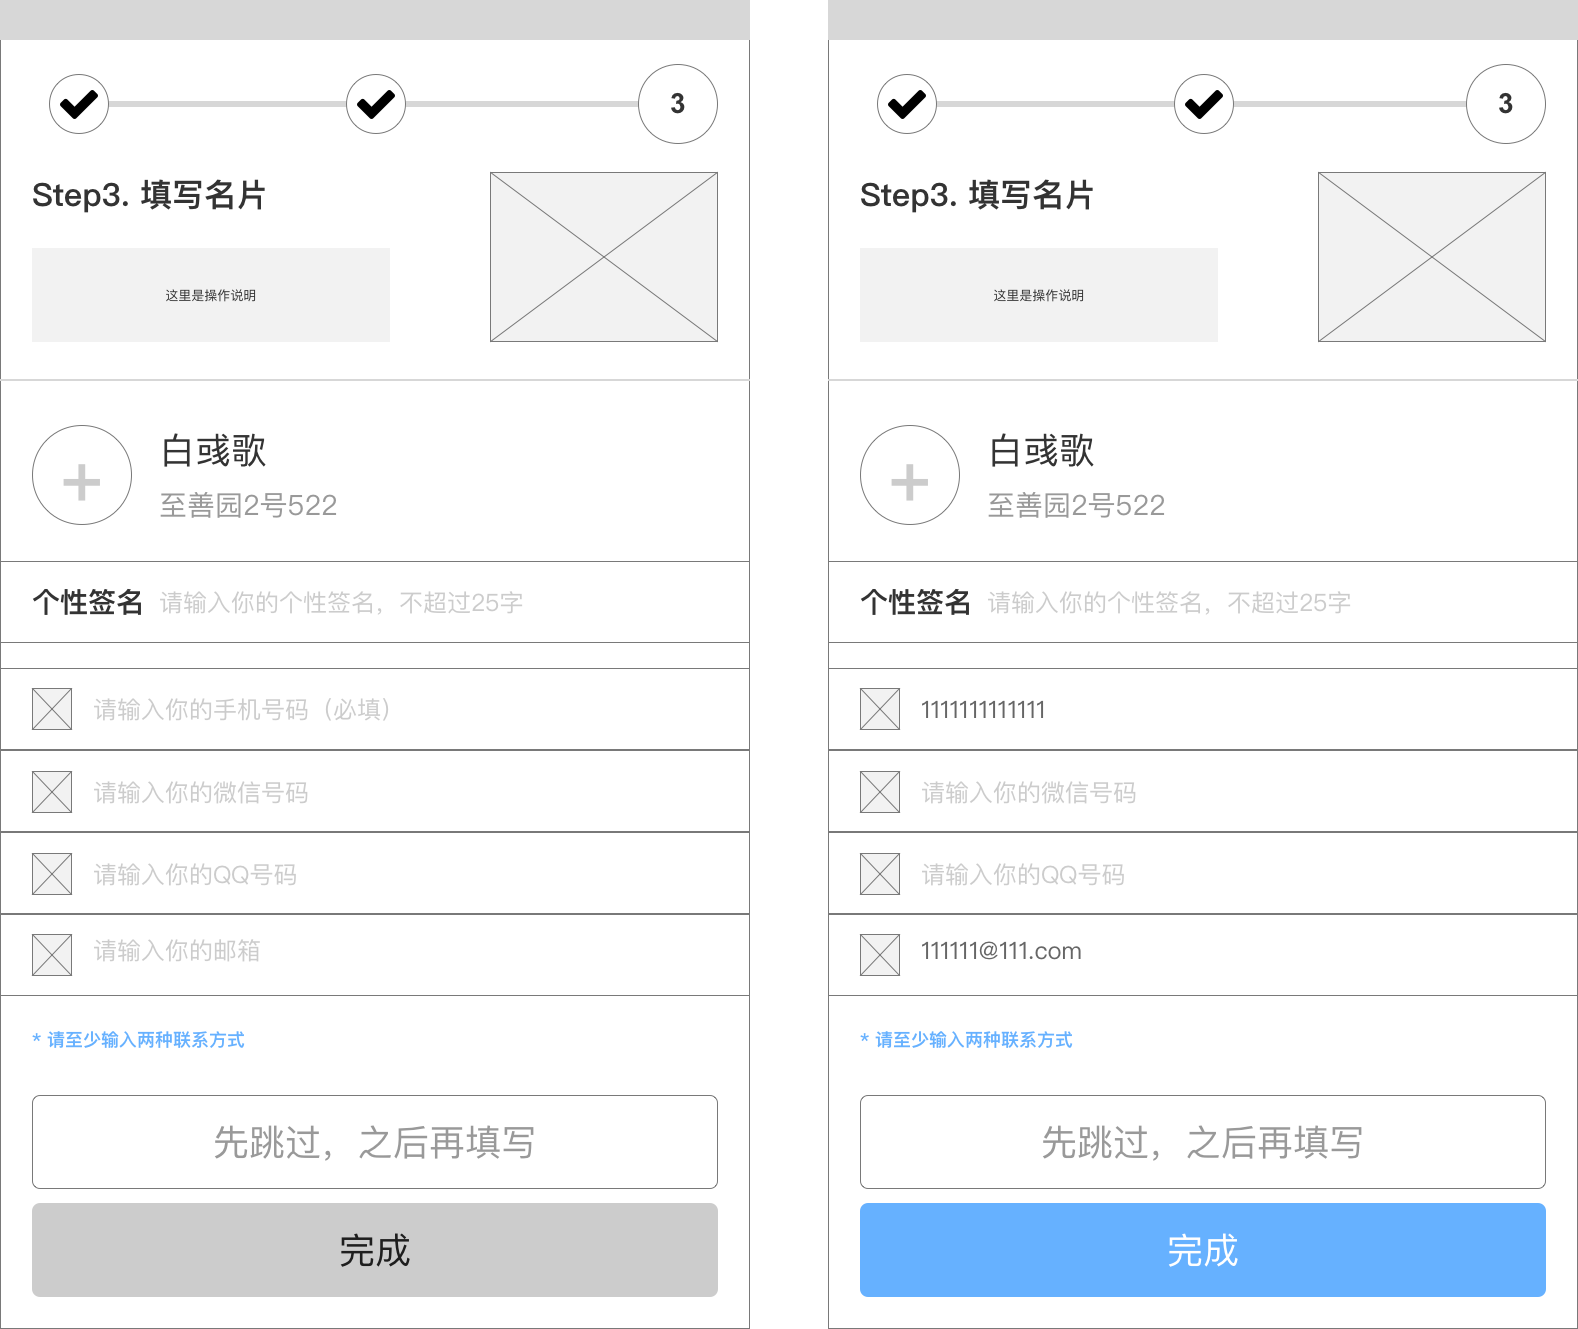 3
Step3. 填写名片
这里是操作说明
白彧歌
至善园2号522
个性签名 请输入你的个性签名，不超过25字
请输入你的手机号码（必填）
请输入你的微信号码
请输入你的QQ号码
请输入你的邮箱
* 请至少输入两种联系方式
先跳过，之后再填写
完成
3
Step3. 填写名片
这里是操作说明
白彧歌
至善园2号522
个性签名 请输入你的个性签名，不超过25字
1111111111111
请输入你的微信号码
请输入你的QQ号码
111111@111.com
* 请至少输入两种联系方式
先跳过，之后再填写
完成